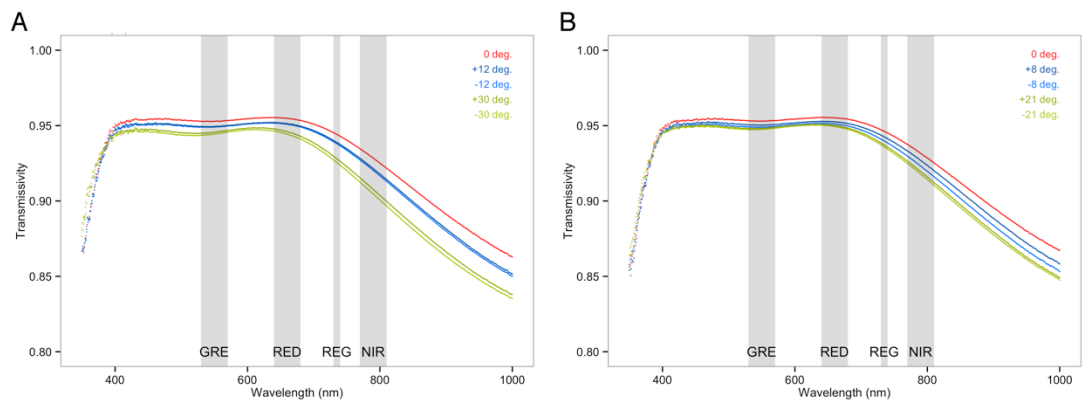 A
1.00
0.95
0.90
0.85
0.80
Transmissivity
0 deg.
+12 deg.
-12 deg.
+30 deg.
-30 deg.
GRE
RED
REG
NIR
400
600
800
1000
Wavelength (nm)
B
1.00
0.95
0.90
0.85
0.80
Transmissivity
0 deg.
+8 deg.
-8 deg.
+21 deg.
-21 deg.
GRE
RED
REG
NIR
400
600
800
1000
Wavelength (nm)